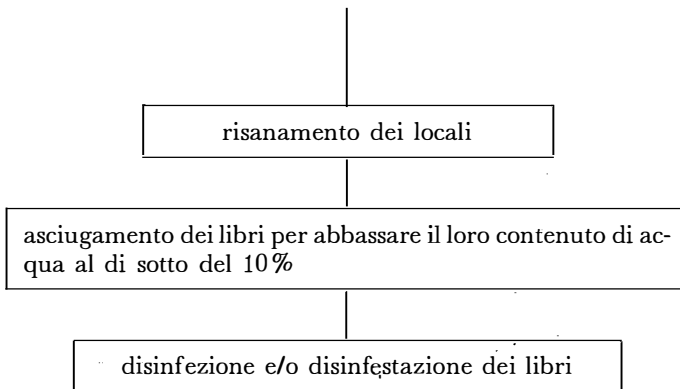 risanamento dei locali
asciugamento dei libri per abbassare il loro contenuto di ac-
qua al di sotto del 10%
disinfezione e/o disinfestazione dei libri